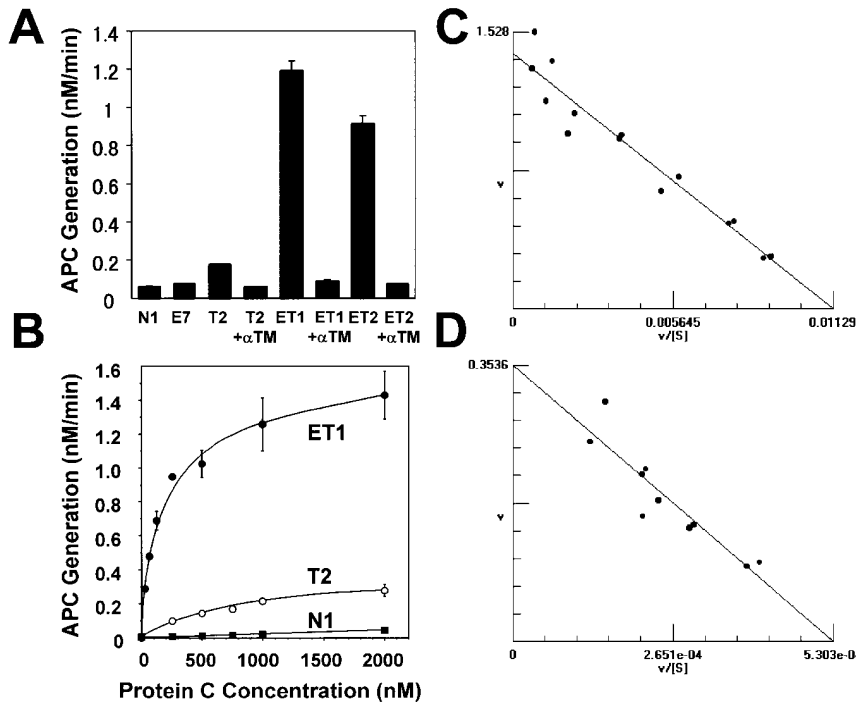 A
APC Generation (nM/min)
1.4
1.2
1
0.8
0.6
0.4
0.2
0
N1 E7 T2 T2 ET1 ET1 ET2 ET2
+αTM +αTM +αTM
B
APC Generation (nM/min)
1.6
1.4
1.2
1.0
0.8
0.6
0.4
0.2
0
ET1
T2
N1
0 500 1000 1500 2000
Protein C Concentration (nM)
C
1.528
v
0 0.005645 0.01129
v/[S]
D
0.3536
v
0 2.651e-04 5.303e-0
v/[S]